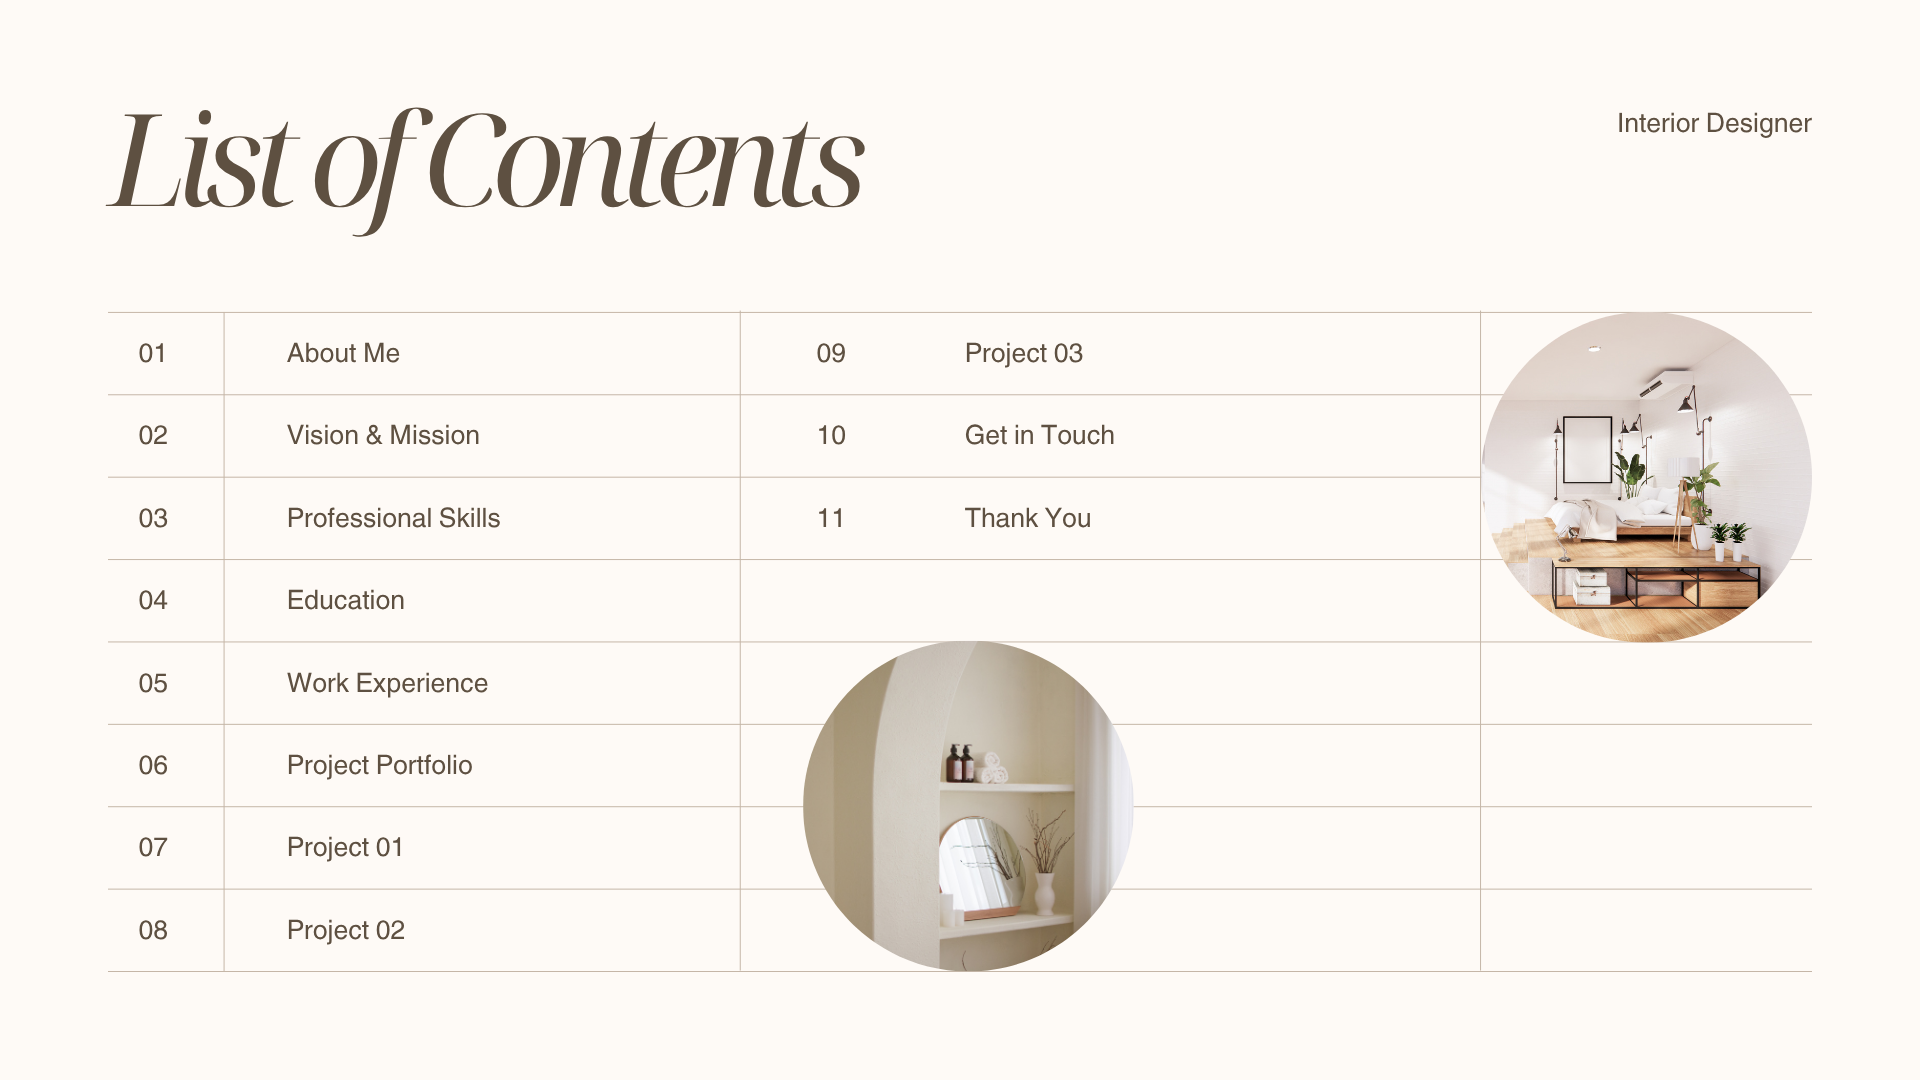 List of Contents
Interior Designer
01 About Me
02 Vision & Mission
03 Professional Skills
04 Education
05 Work Experience
06 Project Portfolio
07 Project 01
08 Project 02
09 Project 03
10 Get in Touch
11 Thank You